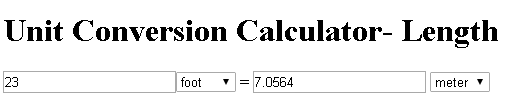 Unit Conversion Calculator- Length
23 foot = 7.0564 meter